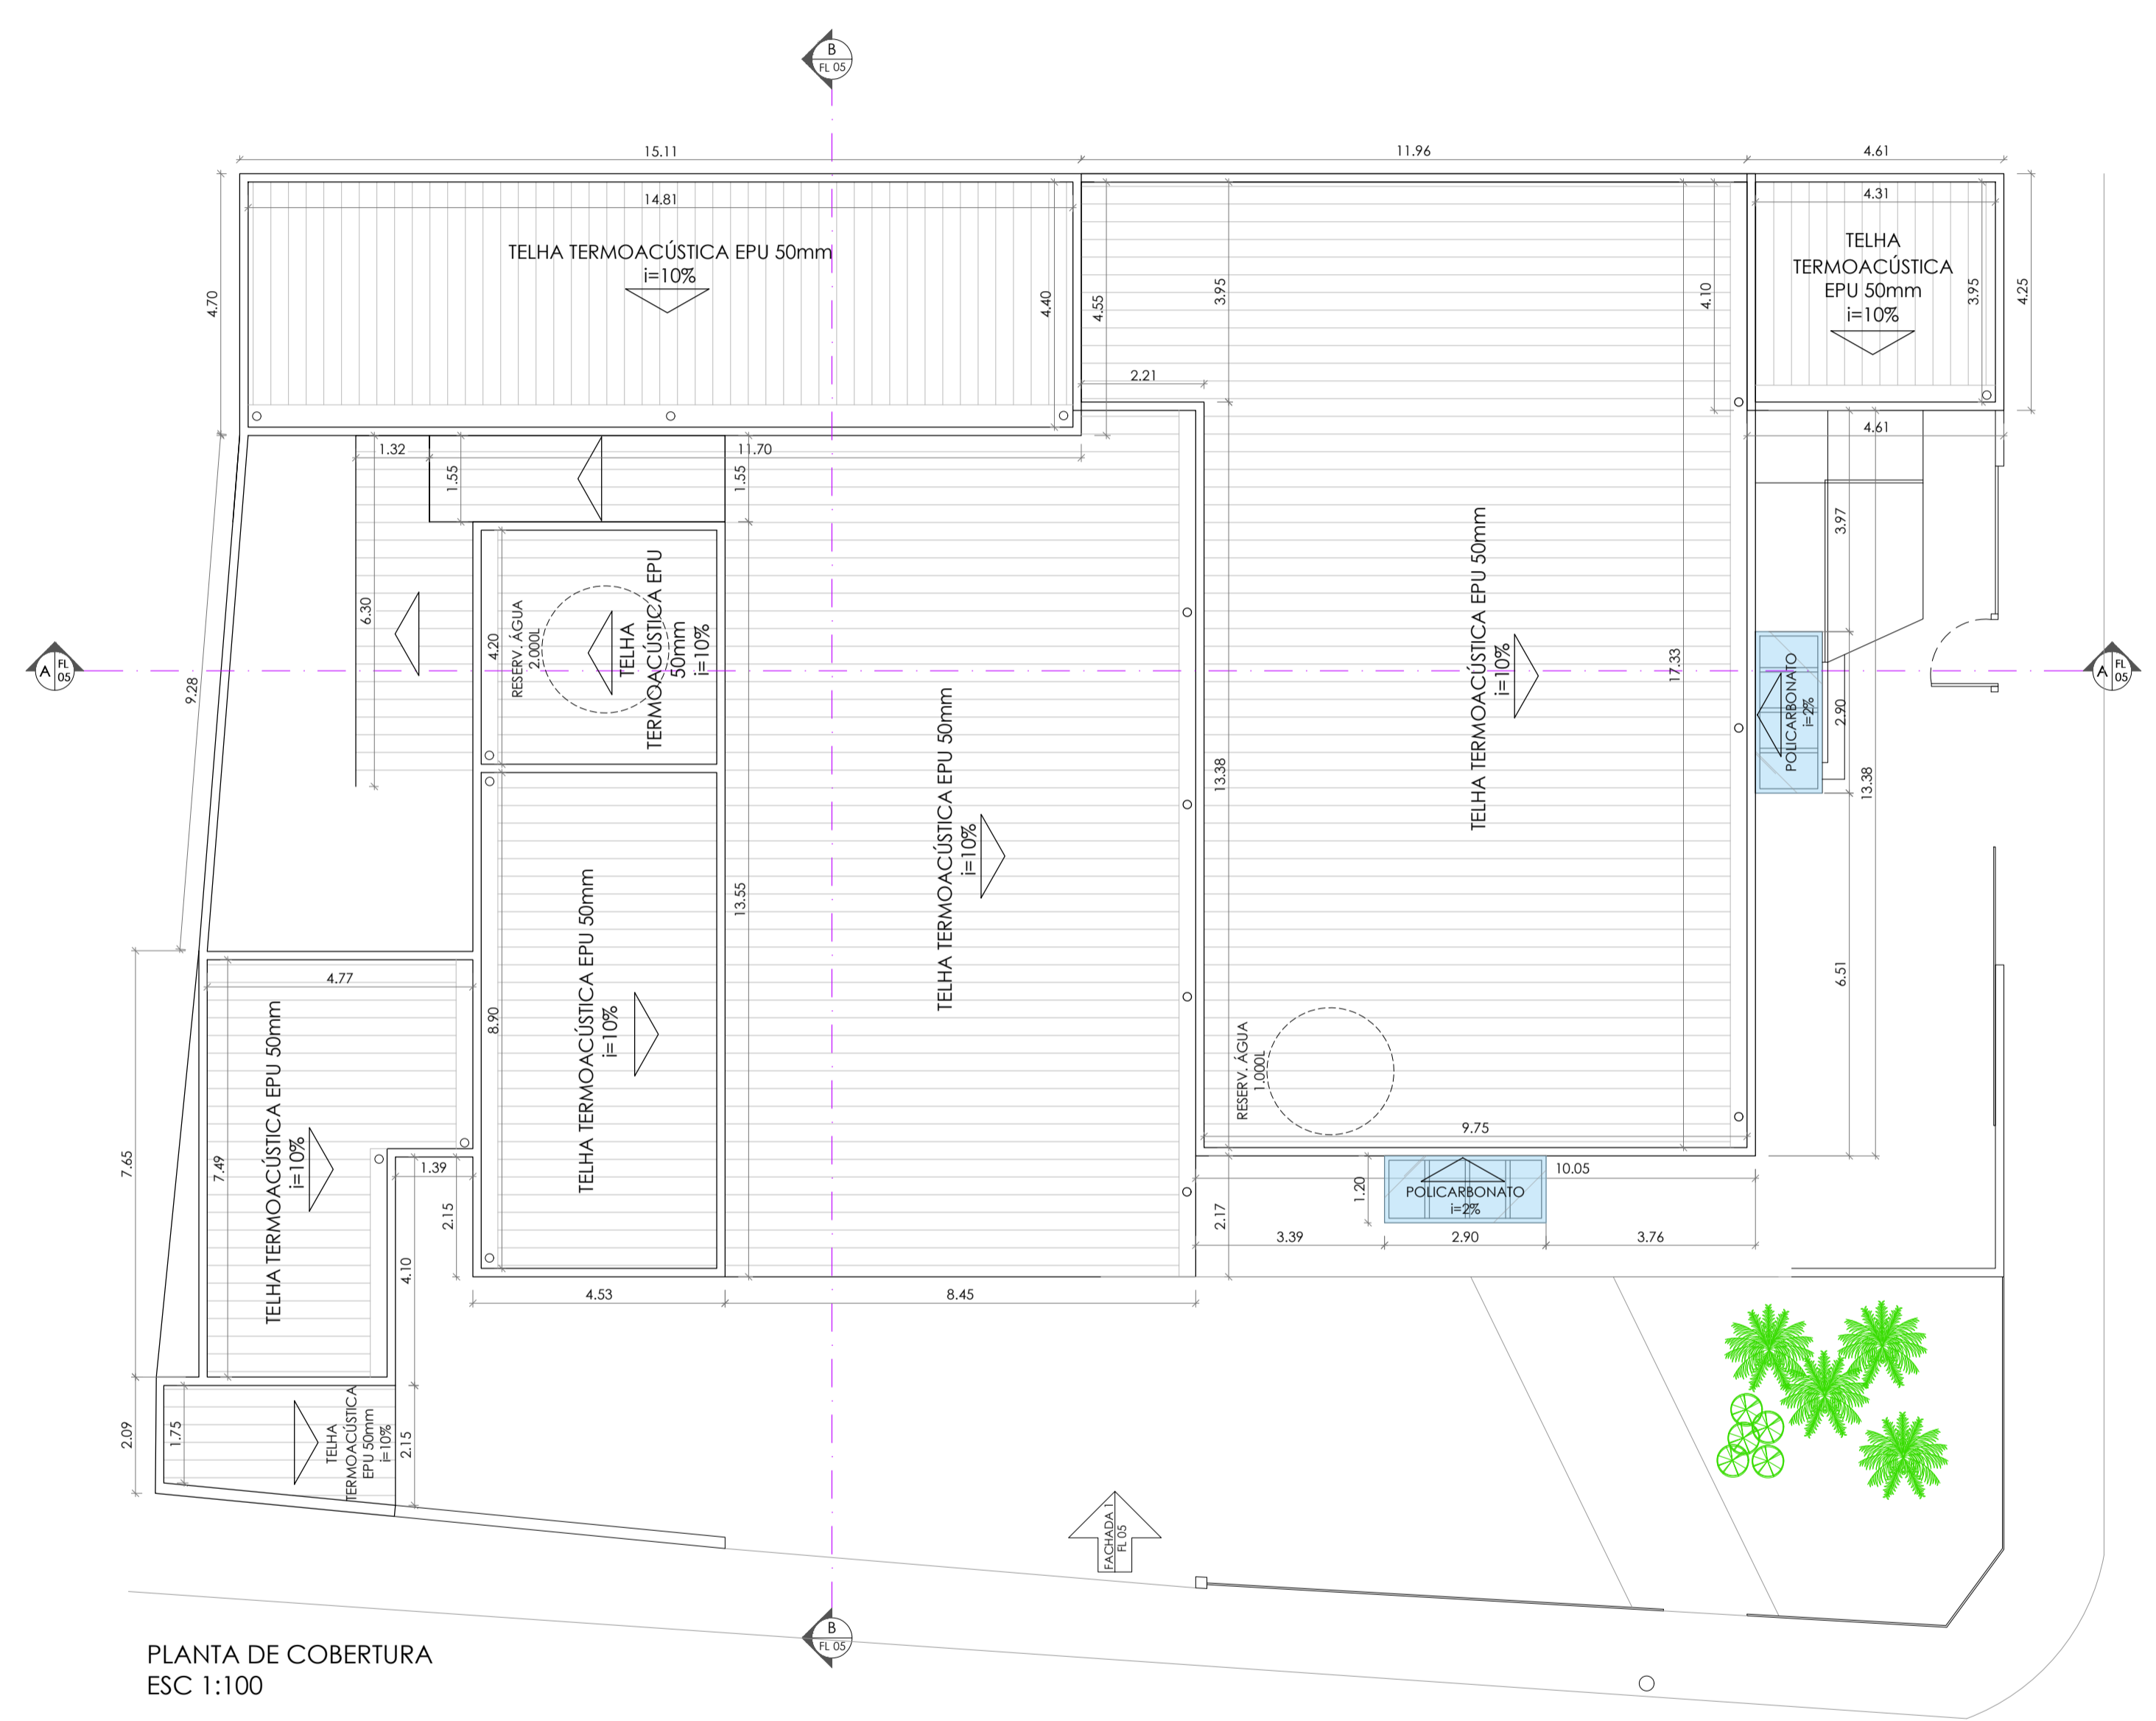 B
FL 05
15.11
11.96
4.61
14.81
4.31
TELHA TERMOACÚSTICA EPU 50mm
i=10%
TELHA
TERMOACÚSTICA
EPU 50mm
i=10%
4.70
4.40
4.55
3.95
4.10
3.95
4.25
2.21
1.32
11.70
4.61
1.55
1.55
3.97
6.30
4.20
RESERV. ÁGUA
2.000L
TELHA
TERMOACÚSTICA EPU
50mm
i=10%
TELHA TERMOACÚSTICA EPU 50mm
i=10%
17.33
A
FL
05
A
FL
05
9.28
POLICARBONATO
i=2%
2.90
13.38
13.38
TELHA TERMOACÚSTICA EPU 50mm
i=10%
13.55
TELHA TERMOACÚSTICA EPU 50mm
i=10%
6.51
4.77
8.90
TELHA TERMOACÚSTICA EPU 50mm
i=10%
RESERV. ÁGUA
1.000L
9.75
7.65
7.49
1.39
10.05
1.20
POLICARBONATO
i=2%
2.15
2.17
3.39
2.90
3.76
4.10
4.53
8.45
2.09
1.75
TELHA
TERMOACÚSTICA
EPU 50mm
i=10%
2.15
FACHADA 1
FL 05
B
FL 05
PLANTA DE COBERTURA
ESC 1:100